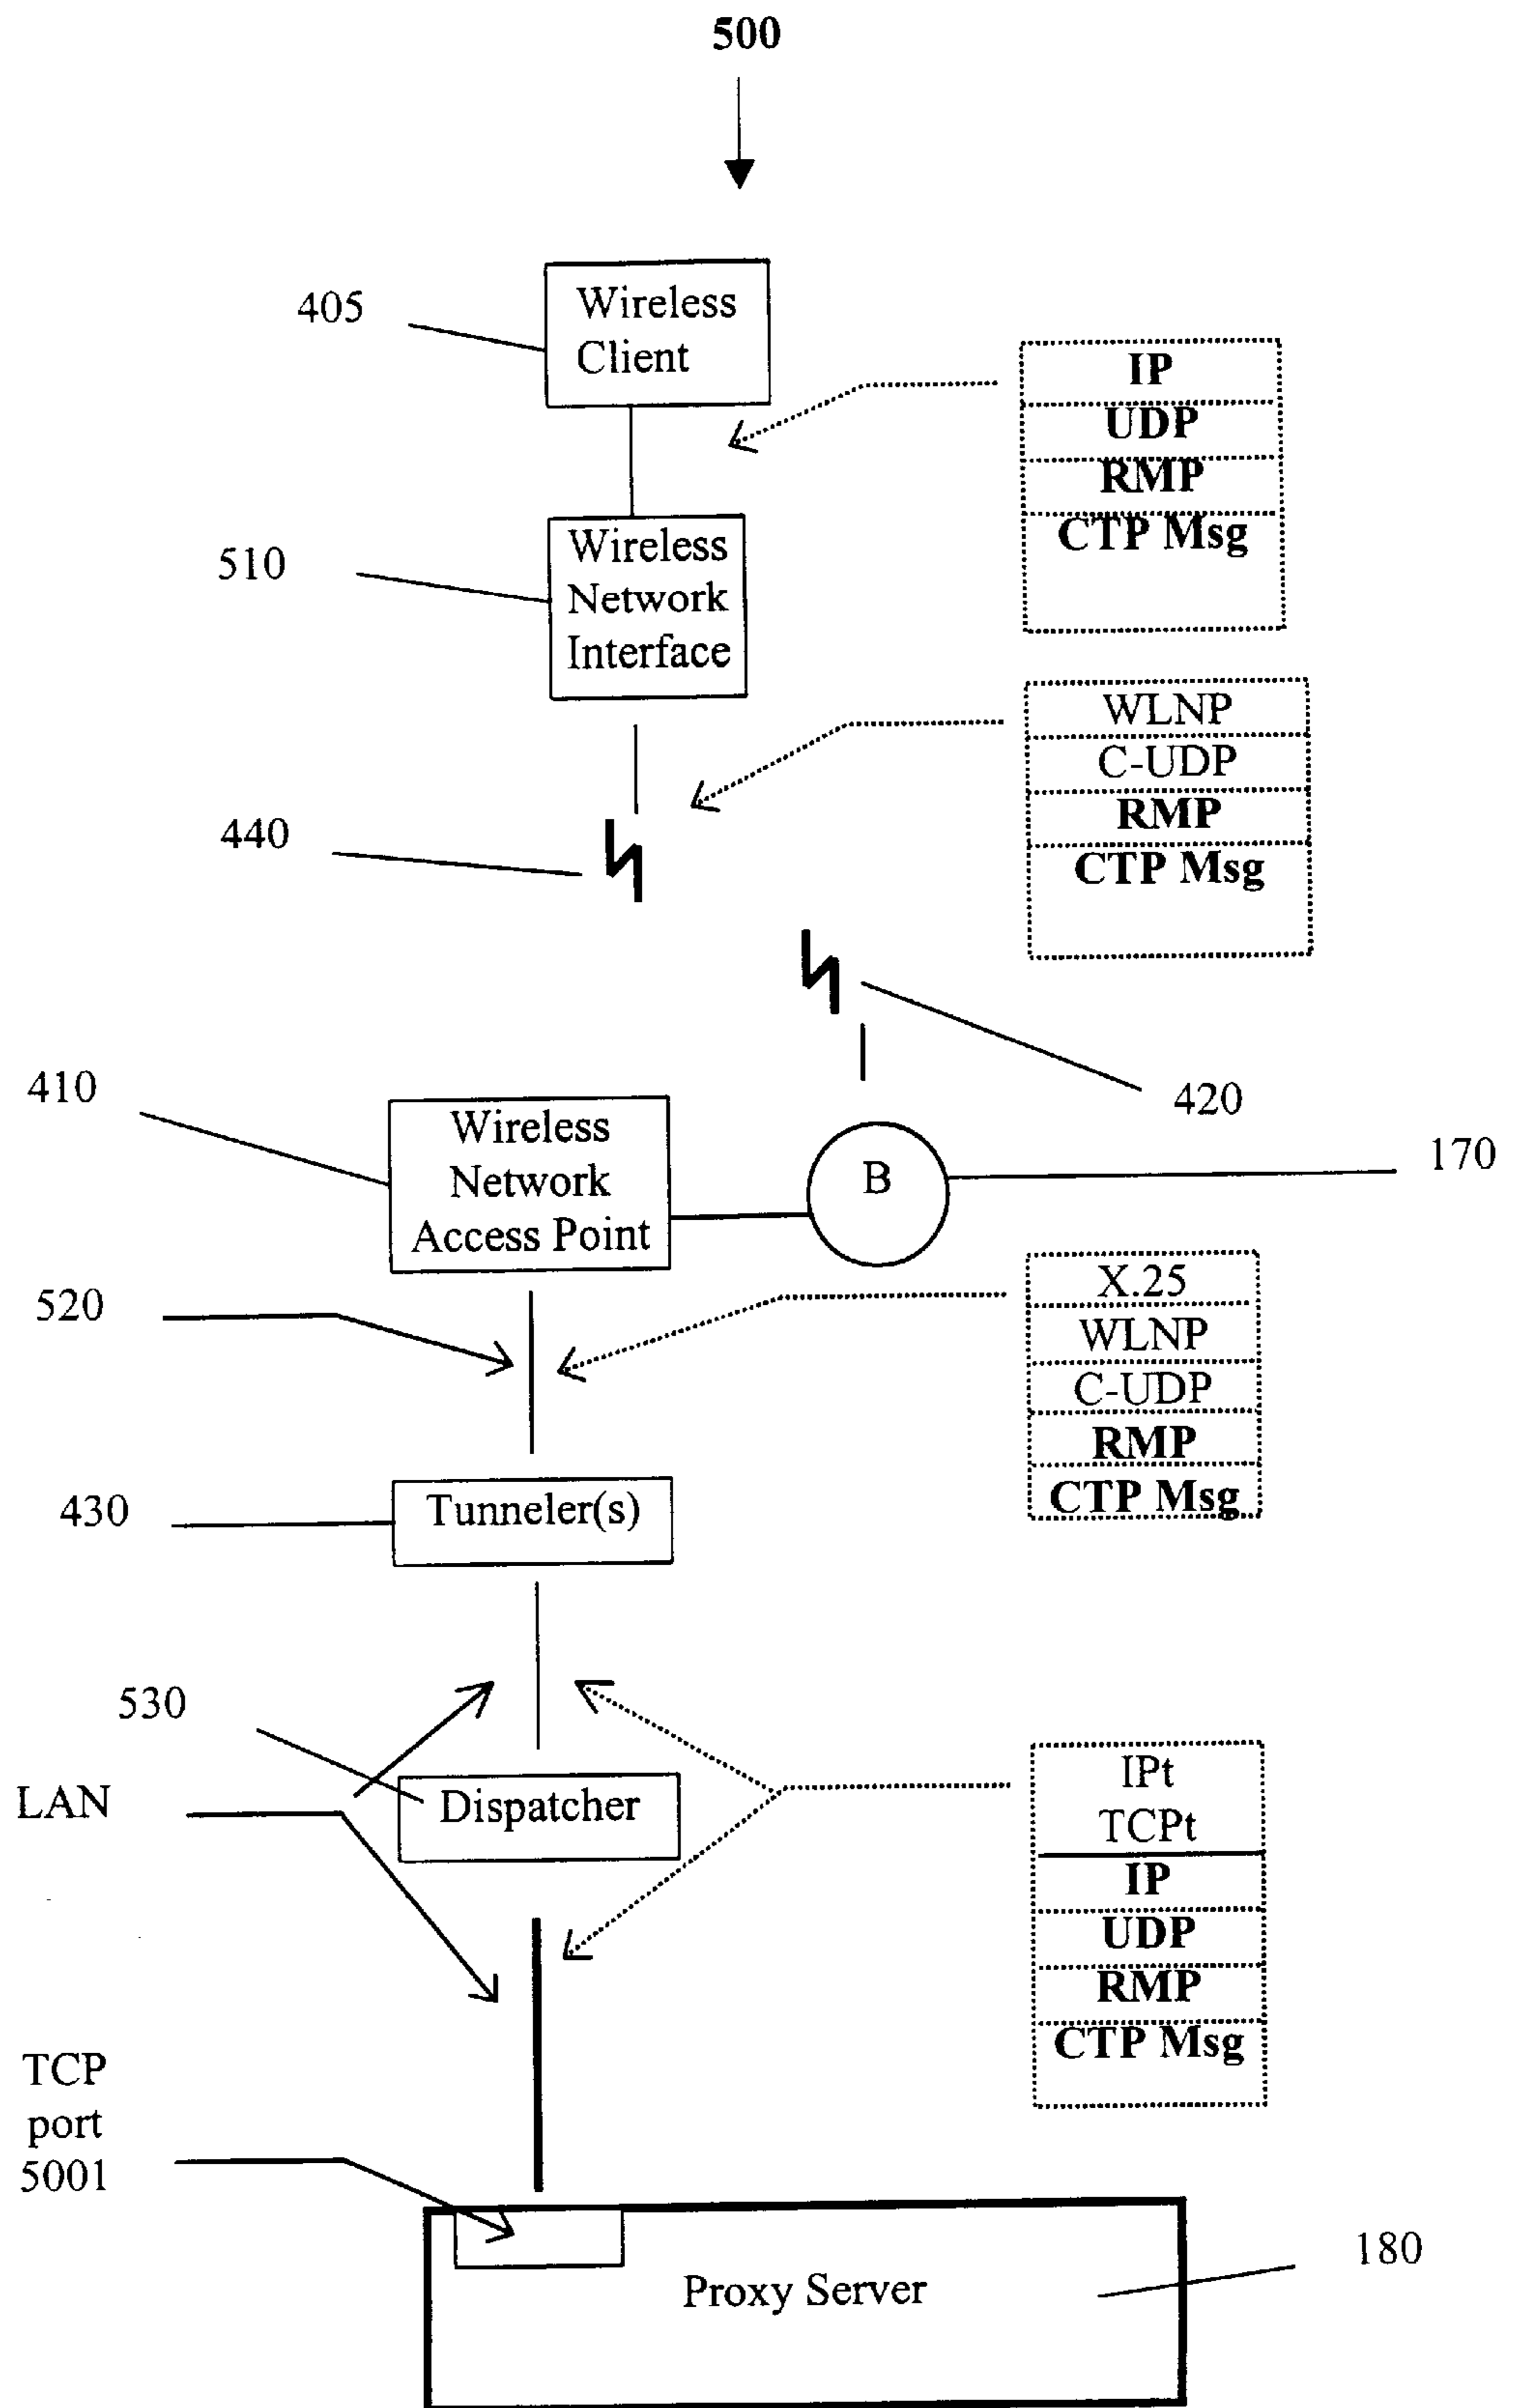 500
405
Wireless
Client
IP
UDP
RMP
CTP Msg
510
Wireless
Network
Interface
WLNP
C-UDP
RMP
CTP Msg
440
420
410
Wireless
Network
Access Point
B
170
520
X.25
WLNP
C-UDP
RMP
CTP Msg
430
Tunneler(s)
530
LAN
Dispatcher
IPt
TCPt
IP
UDP
RMP
CTP Msg
TCP
port
5001
180
Proxy Server